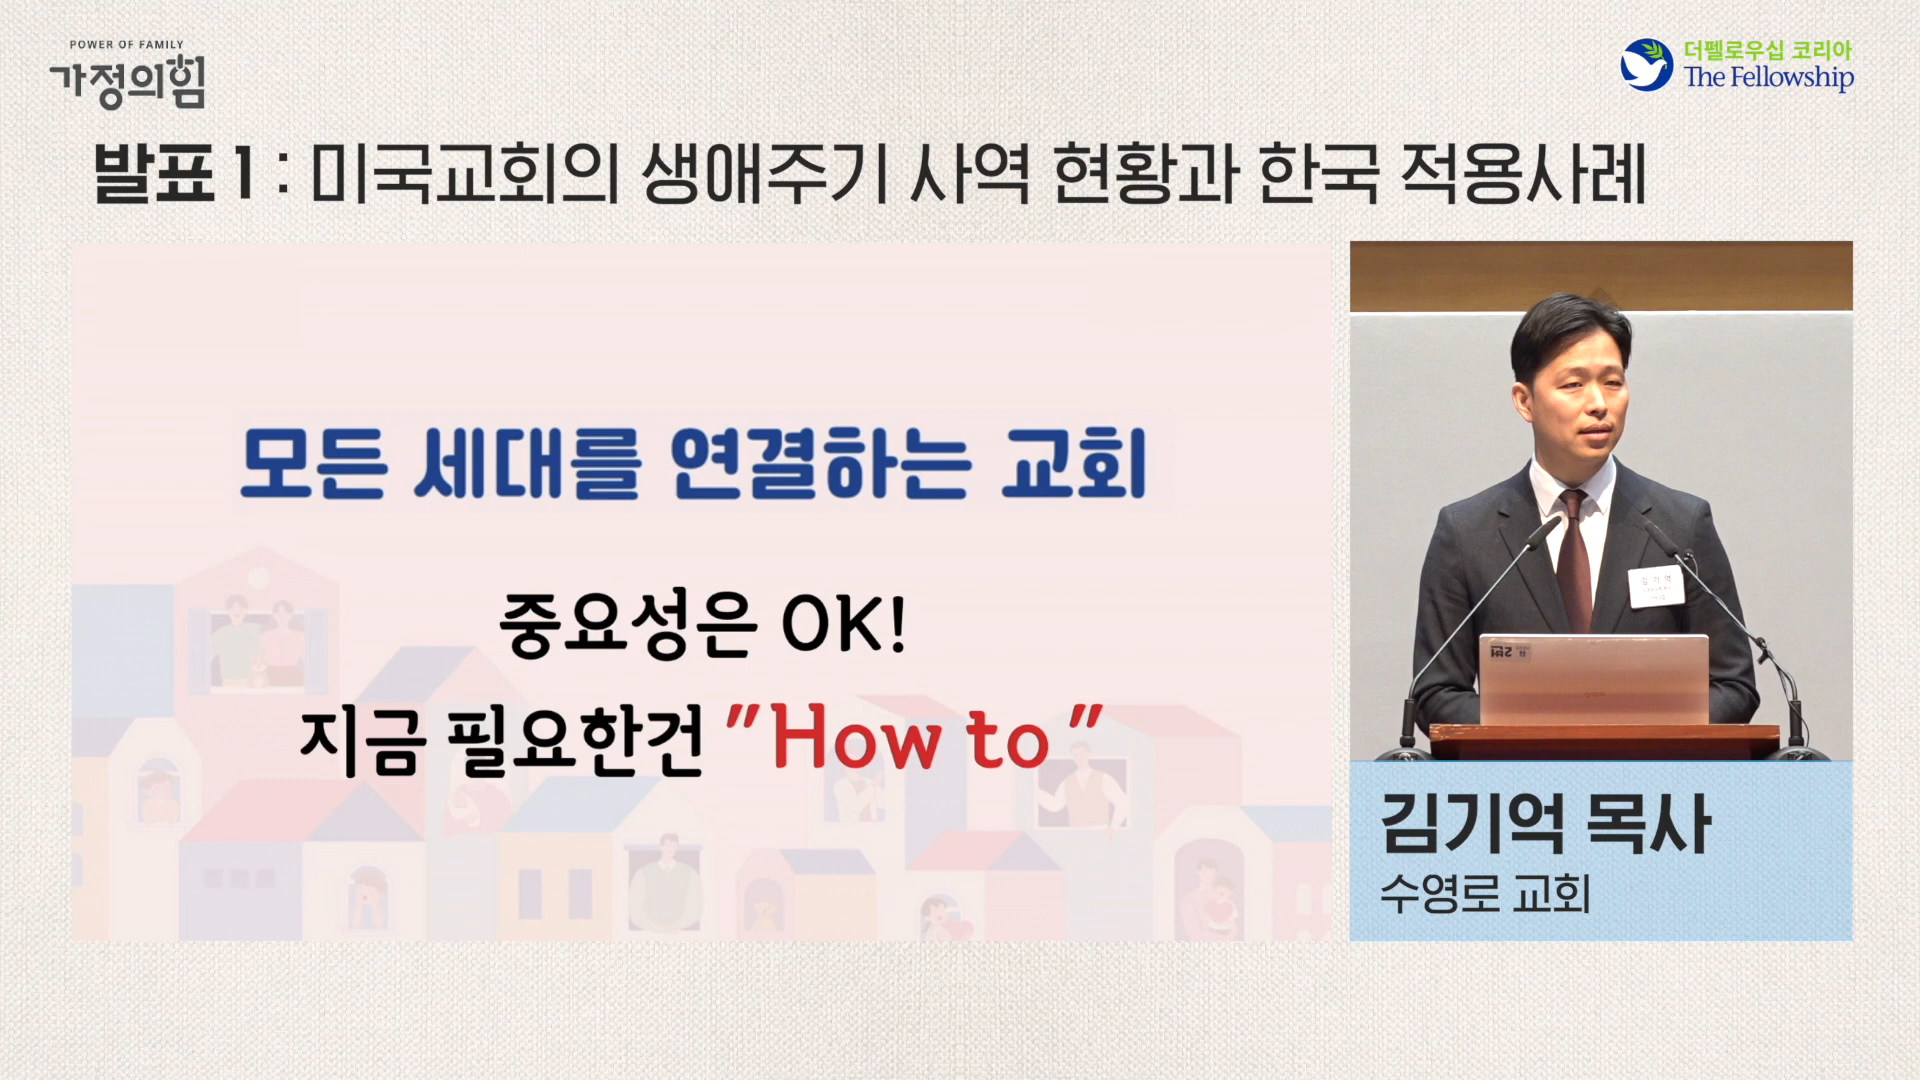 POWER OF FAMILY
가정의힘
더펠로우십 코리아
The Fellowship
발표 1 : 미국교회의 생애주기 사역 현황과 한국 적용사례
모든 세대를 연결하는 교회
중요성은 OK!
지금 필요한건 "How to"
김 기 억
김기억 목사
수영로 교회